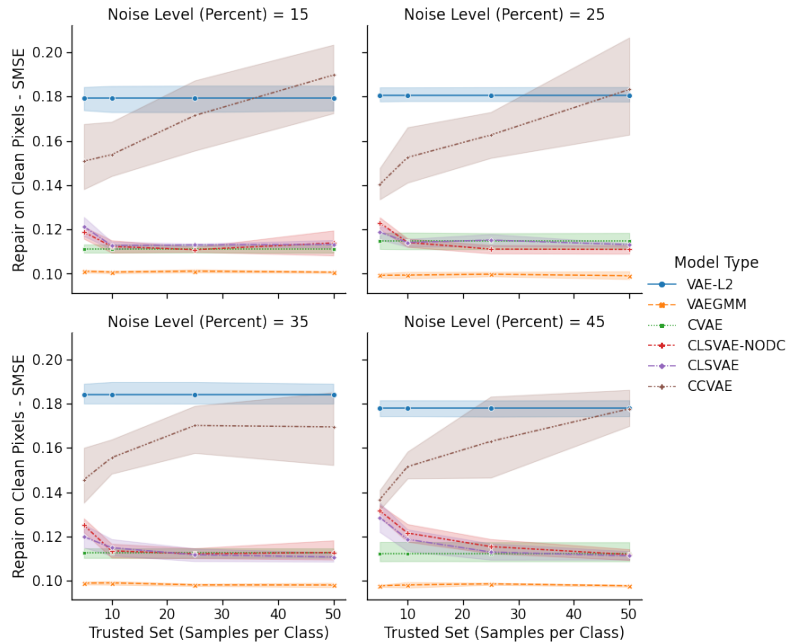 Noise Level (Percent) = 15
Noise Level (Percent) = 25
Repair on Clean Pixels - SMSE
0.20
0.18
0.16
0.14
0.12
0.10
Model Type
VAE-L2
VAEGMM
CVAE
CLSVAE-NODC
CLSVAE
CCVAE
Noise Level (Percent) = 35
Noise Level (Percent) = 45
Repair on Clean Pixels - SMSE
0.20
0.18
0.16
0.14
0.12
0.10
10 20 30 40 50
10 20 30 40 50
Trusted Set (Samples per Class)
Trusted Set (Samples per Class)